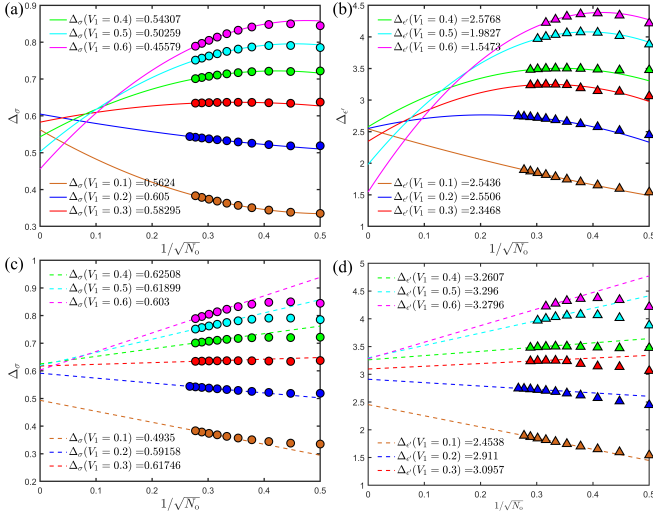 (a)
0.6
0.5
0.4
0.3
0.7
0.8
0.9
Δσ
Δσ(V₁ = 0.4)=0.54307
Δσ(V₁ = 0.5)=0.50259
Δσ(V₁ = 0.6)=0.45579
Δσ(V₁ = 0.1)=0.5624
Δσ(V₁ = 0.2)=0.605
Δσ(V₁ = 0.3)=0.58295
0 0.1 0.2 0.3 0.4 0.5
1/√Nₒ
(b)
4.5
4
3.5
3
2.5
2
1.5
1
Δε′
Δε′(V₁ = 0.4)=2.5768
Δε′(V₁ = 0.5)=1.9827
Δε′(V₁ = 0.6)=1.5473
Δε′(V₁ = 0.1)=2.5436
Δε′(V₁ = 0.2)=2.5506
Δε′(V₁ = 0.3)=2.3468
0 0.1 0.2 0.3 0.4 0.5
1/√Nₒ
(c)
1
0.9
0.8
0.7
0.6
0.5
0.4
0.3
0.2
Δσ
Δσ(V₁ = 0.4)=0.62508
Δσ(V₁ = 0.5)=0.61899
Δσ(V₁ = 0.6)=0.603
Δσ(V₁ = 0.1)=0.4935
Δσ(V₁ = 0.2)=0.59158
Δσ(V₁ = 0.3)=0.61746
0 0.1 0.2 0.3 0.4 0.5
1/√Nₒ
(d)
5
4.5
4
3.5
3
2.5
2
1.5
1
Δε′
Δε′(V₁ = 0.4)=3.2607
Δε′(V₁ = 0.5)=3.296
Δε′(V₁ = 0.6)=3.2796
Δε′(V₁ = 0.1)=2.4538
Δε′(V₁ = 0.2)=2.911
Δε′(V₁ = 0.3)=3.0957
0 0.1 0.2 0.3 0.4 0.5
1/√Nₒ